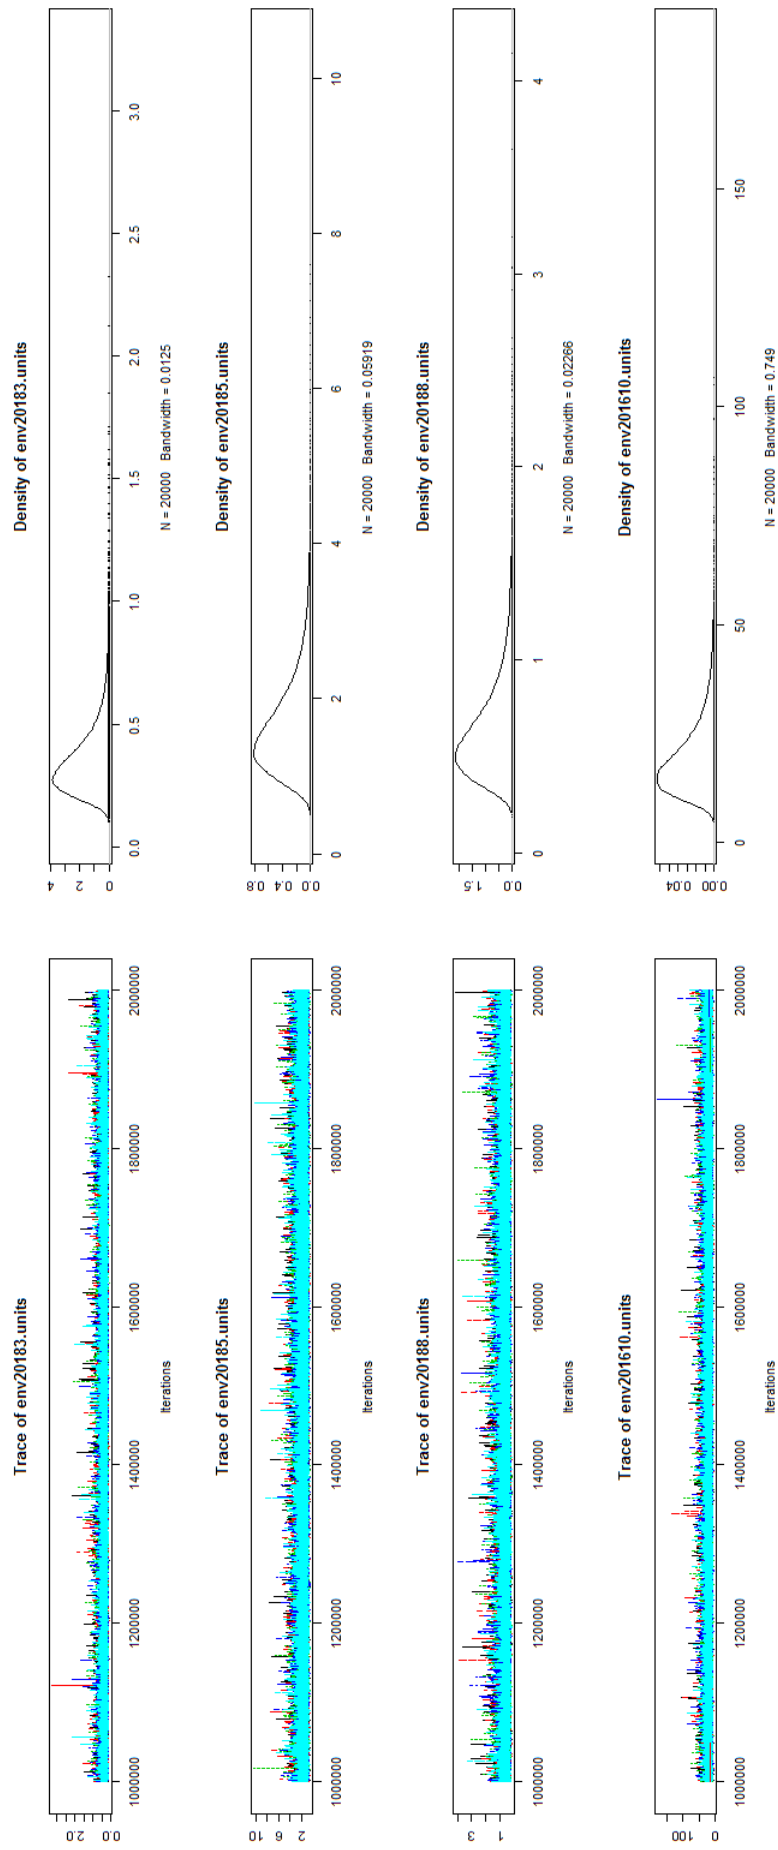 Trace of env20183.units
0.0 2.0
1000000 1200000 1400000 1600000 1800000 2000000
Iterations
Density of env20183.units
0 2 4
0.0 0.5 1.0 1.5 2.0 2.5 3.0
N = 20000 Bandwidth = 0.0125
Trace of env20185.units
2 6 10
1000000 1200000 1400000 1600000 1800000 2000000
Iterations
Density of env20185.units
0.0 0.4 0.8
0 2 4 6 8 10
N = 20000 Bandwidth = 0.05919
Trace of env20188.units
1 3
1000000 1200000 1400000 1600000 1800000 2000000
Iterations
Density of env20188.units
0.0 1.5
0 1 2 3 4
N = 20000 Bandwidth = 0.02266
Trace of env201610.units
0 100
1000000 1200000 1400000 1600000 1800000 2000000
Iterations
Density of env201610.units
0.00 0.04
0 50 100 150
N = 20000 Bandwidth = 0.749